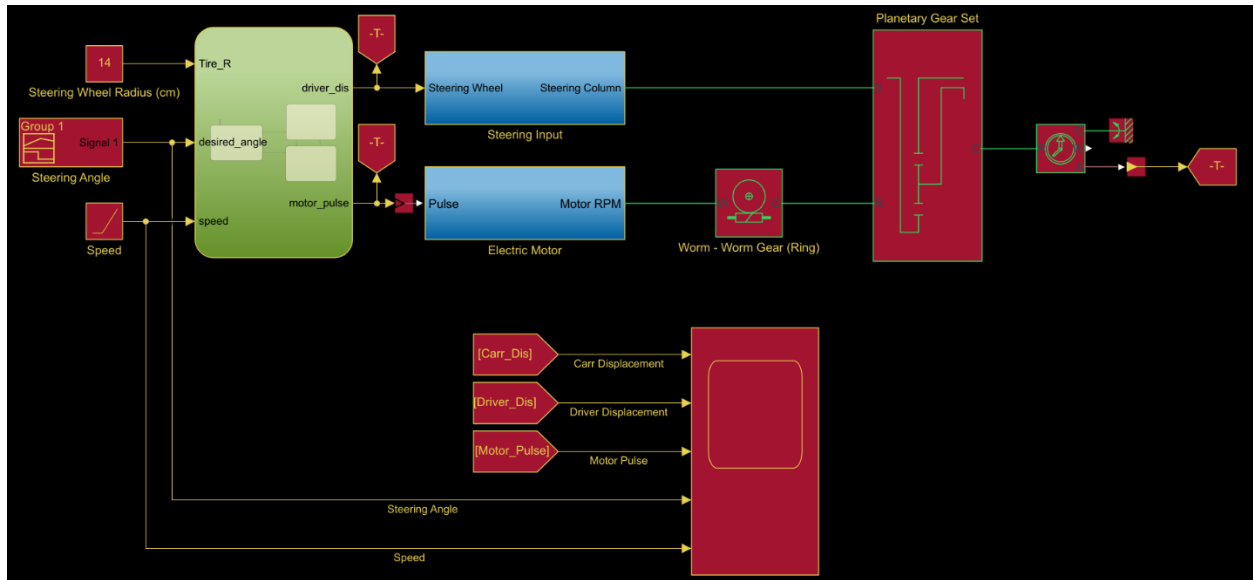 Planetary Gear Set
-T-
14
Tire_R
Steering Wheel Radius (cm)
driver_dis
Steering Wheel
Steering Column
Group 1
Signal 1
desired_angle
Steering Input
Steering Angle
-T-
-T-
motor_pulse
Pulse
Motor RPM
speed
Speed
Electric Motor
Worm - Worm Gear (Ring)
[Carr_Dis]
Carr Displacement
[Driver_Dis]
Driver Displacement
[Motor_Pulse]
Motor Pulse
Steering Angle
Speed